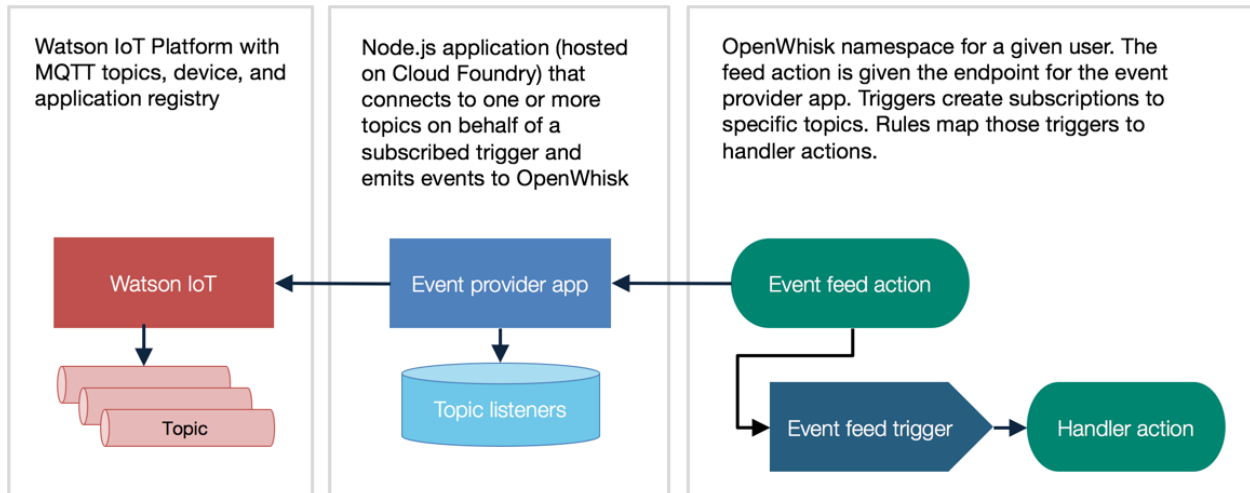 Watson IoT Platform with
MQTT topics, device, and
application registry
Node.js application (hosted
on Cloud Foundry) that
connects to one or more
topics on behalf of a
subscribed trigger and
emits events to OpenWhisk
OpenWhisk namespace for a given user. The
feed action is given the endpoint for the event
provider app. Triggers create subscriptions to
specific topics. Rules map those triggers to
handler actions.
Watson IoT
Event provider app
Event feed action
Topic
Topic listeners
Event feed trigger
Handler action